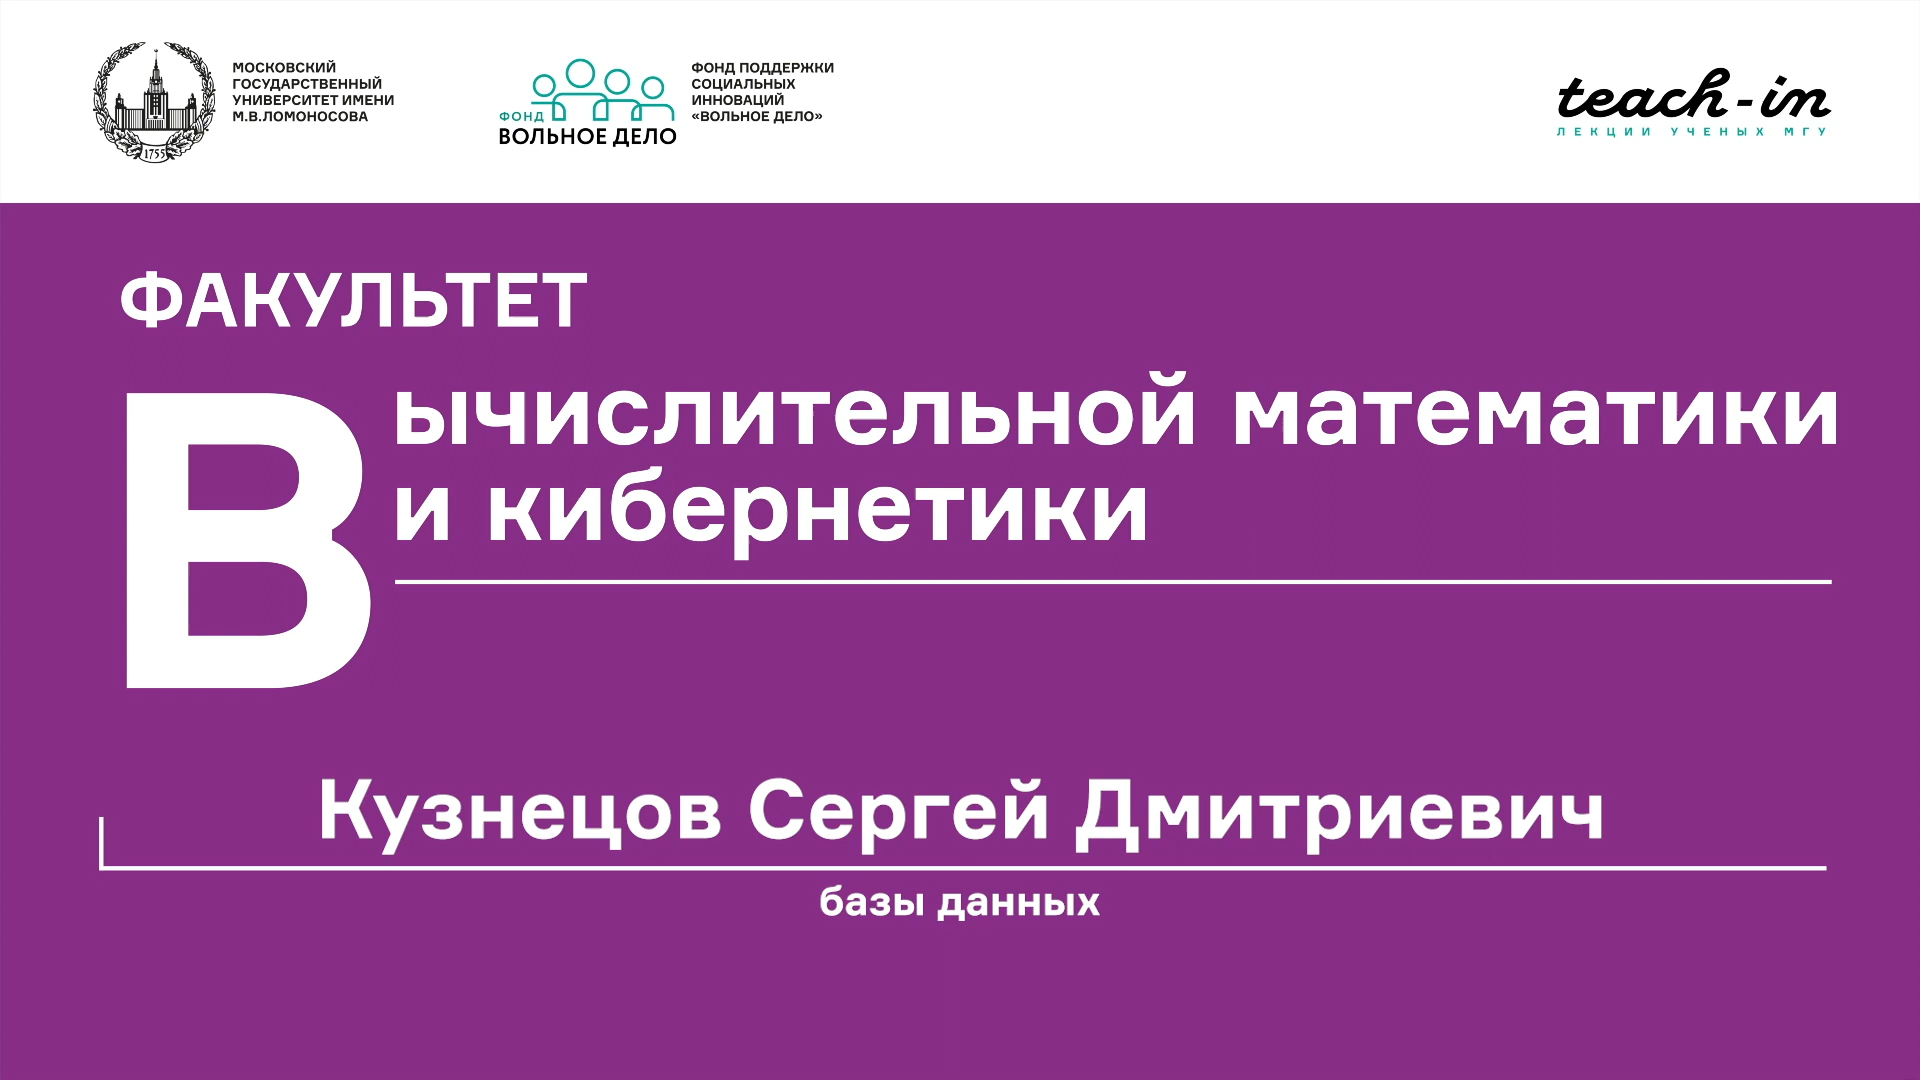 МОСКОВСКИЙ
ГОСУДАРСТВЕННЫЙ
УНИВЕРСИТЕТ ИМЕНИ
М.В.ЛОМОНОСОВА
1755
ФОНД
ВОЛЬНОЕ ДЕЛО
ФОНД ПОДДЕРЖКИ
СОЦИАЛЬНЫХ
ИННОВАЦИЙ
«ВОЛЬНОЕ ДЕЛО»
teach-in
ЛЕКЦИИ УЧЕНЫХ МГУ
ФАКУЛЬТЕТ
Вычислительной математики
и кибернетики
Кузнецов Сергей Дмитриевич
базы данных